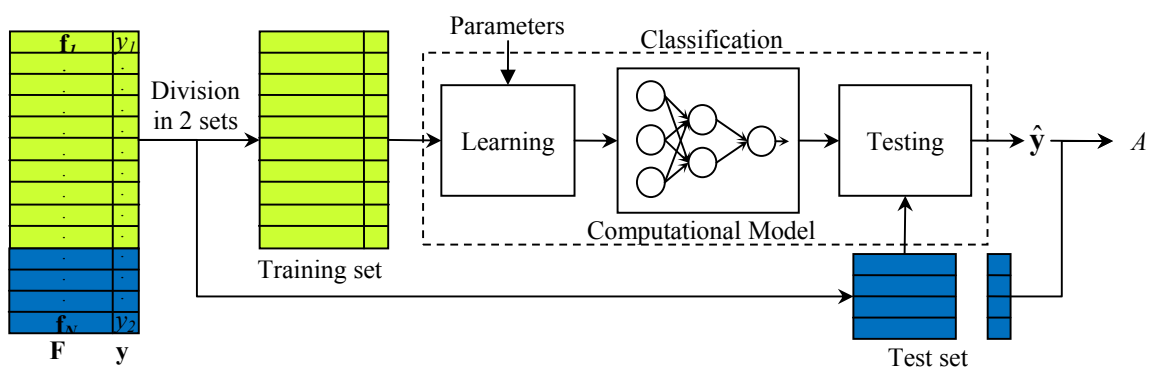 f1 y1
Division
in 2 sets
fN y2
F y
Training set
Parameters
Classification
Learning
Computational Model
Testing
ŷ
A
Test set